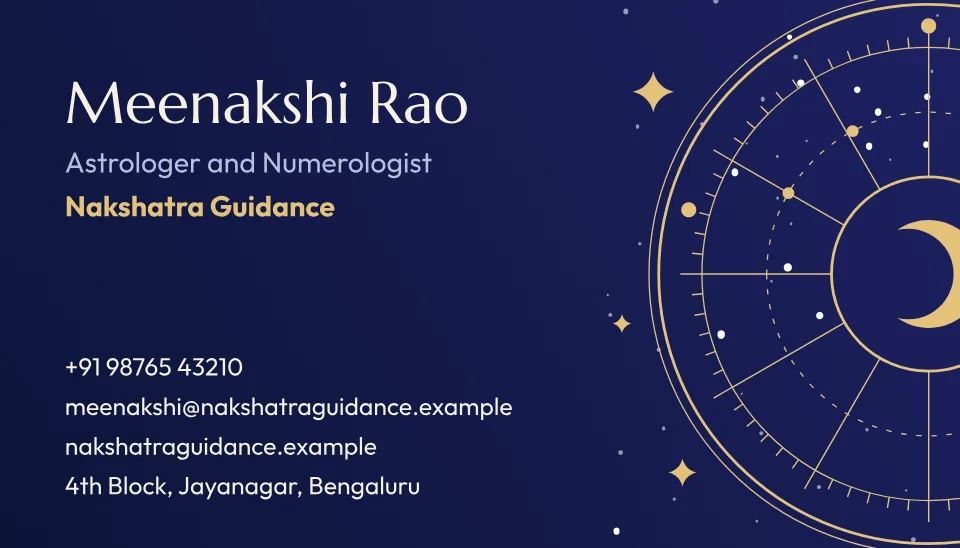 Meenakshi Rao
Astrologer and Numerologist
Nakshatra Guidance
+91 98765 43210
meenakshi@nakshatraguidance.example
nakshatraguidance.example
4th Block, Jayanagar, Bengaluru